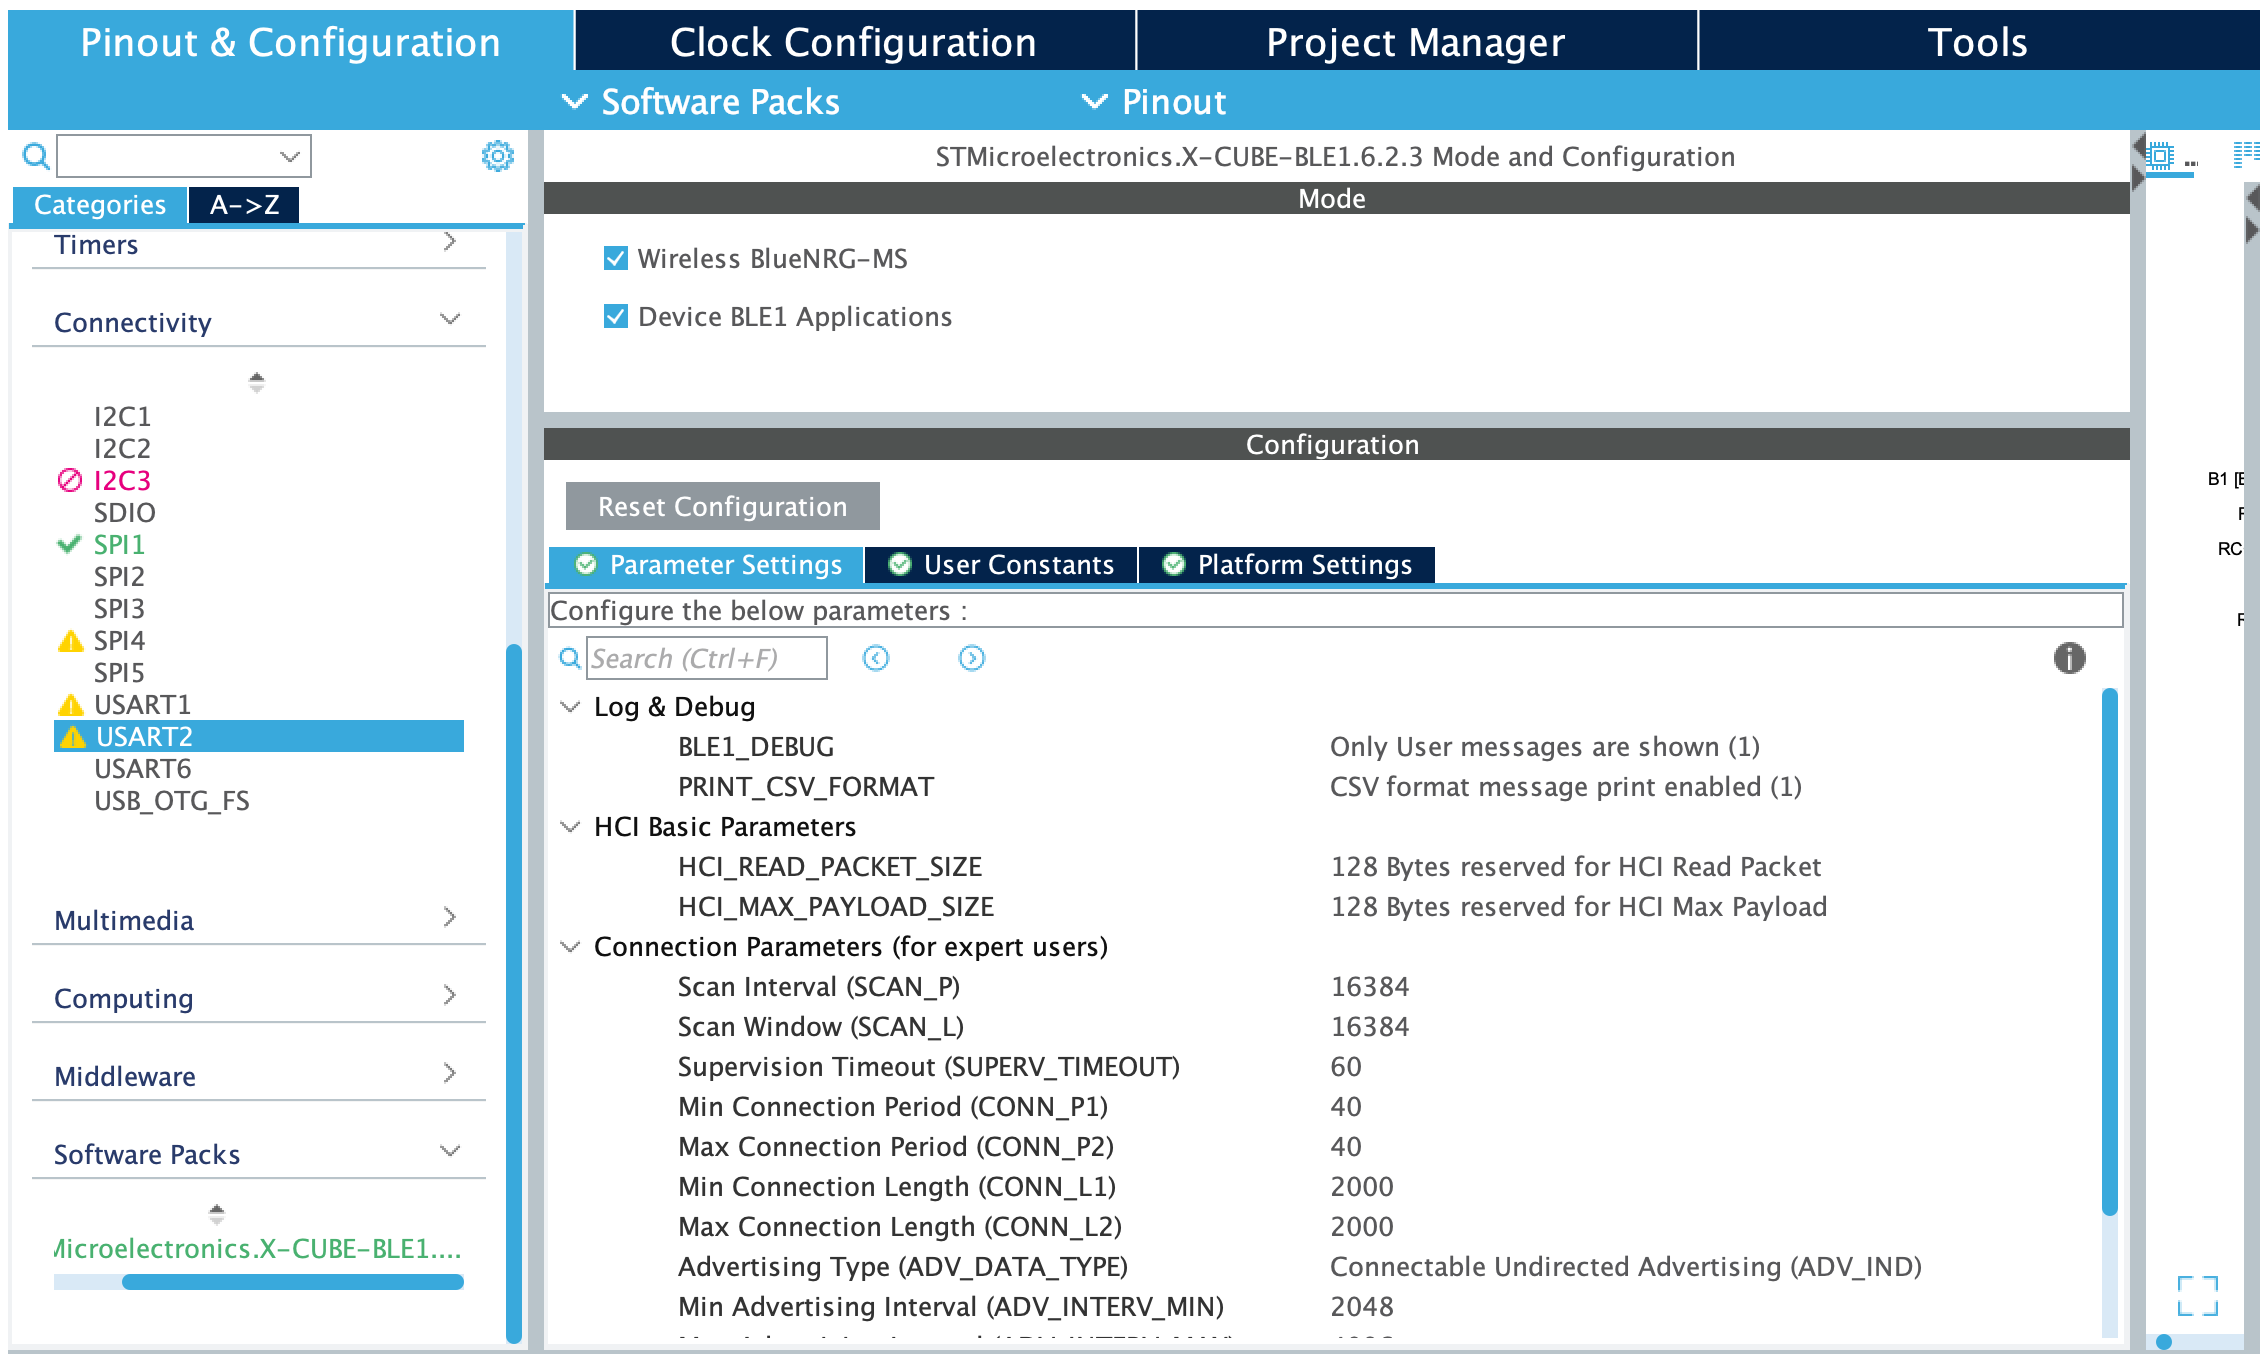 Pinout & Configuration
Clock Configuration
Project Manager
Tools
Software Packs
Pinout
Categories
A->Z
Timers
Connectivity
I2C1
I2C2
I2C3
SDIO
SPI1
SPI2
SPI3
SPI4
SPI5
USART1
USART2
USART6
USB_OTG_FS
Multimedia
Computing
Middleware
Software Packs
Microelectronics.X-CUBE-BLE1....
STMicroelectronics.X-CUBE-BLE1.6.2.3 Mode and Configuration
Mode
Wireless BlueNRG-MS
Device BLE1 Applications
Configuration
Reset Configuration
Parameter Settings
User Constants
Platform Settings
Configure the below parameters :
Search (Ctrl+F)
Log & Debug
BLE1_DEBUG Only User messages are shown (1)
PRINT_CSV_FORMAT CSV format message print enabled (1)
HCI Basic Parameters
HCI_READ_PACKET_SIZE 128 Bytes reserved for HCI Read Packet
HCI_MAX_PAYLOAD_SIZE 128 Bytes reserved for HCI Max Payload
Connection Parameters (for expert users)
Scan Interval (SCAN_P) 16384
Scan Window (SCAN_L) 16384
Supervision Timeout (SUPERV_TIMEOUT) 60
Min Connection Period (CONN_P1) 40
Max Connection Period (CONN_P2) 40
Min Connection Length (CONN_L1) 2000
Max Connection Length (CONN_L2) 2000
Advertising Type (ADV_DATA_TYPE) Connectable Undirected Advertising (ADV_IND)
Min Advertising Interval (ADV_INTERV_MIN) 2048
...
B1 [
RC